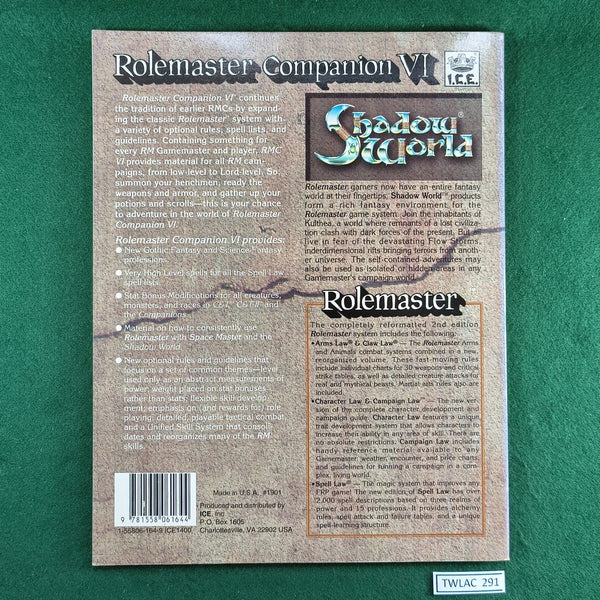 Rolemaster Companion VI
I.C.E.
Rolemaster Companion VI continues
the tradition of earlier RMCs by expand-
ing the classic Rolemaster system with
a variety of optional rules, spell lists, and
guidelines. Containing something for
every RM Gamemaster and player, RMC
VI provides material for all RM cam-
paigns, from low-level to Lord-level. So,
summon your henchmen, ready the
weapons and armor, and gather up your
potions and scrolls—this is your chance
to adventure in the world of Rolemaster
Companion VI.
Rolemaster Companion VI provides:
• New Gothic Fantasy and Science Fantasy
professions.
• Very High Level spells for all the Spell Law
spell lists.
• Stat Bonus Modifications for all creatures,
monsters, and races in C&T, C&T II and
the Companions.
• Material on how to consistently use
Rolemaster with Space Master and the
Shadow World.
• New optional rules and guidelines that
focus on a set of common themes—level
used only as an abstract measurements of
power; weight placed on stat bonuses
rather than stats; flexible skill develop-
ment; emphasis on (and rewards for) role
playing; detailed, playable tactical combat;
and a Unified Skill System that consoli-
dates and reorganizes many of the RM
skills.
Shadow
World
Rolemaster gamers now have an entire fantasy
world at their fingertips. Shadow World™ products
form a rich fantasy environment for the
Rolemaster game system. Join the inhabitants of
Kulthea, a world where remnants of a lost civiliza-
tion clash with dark forces of the present. But
live in fear of the devastating Flow Storms,
interdimensional rifts bringing terrors from anoth-
er universe. The self-contained adventures may
also be used as isolated or hidden areas in any
Gamemaster's campaign world.
Rolemaster
The completely reformatted 2nd edition
Rolemaster system includes the following:
•Arms Law® & Claw Law® — The Rolemaster Arms
and Animals combat systems combined in a new,
reorganized volume. These fast-moving rules
include individual charts for 30 weapons and critical
strike tables, as well as detailed creature attacks for
real and mythical beasts. Martial arts rules also are
included.
•Character Law & Campaign Law™ — The new ver-
sion of the complete character development and
campaign guide. Character Law features a unique,
trait development system that allows characters to
increase their ability in any area of skill. There are
no absolute restrictions. Campaign Law includes
handy reference material available to any
Gamemaster: weather, encounter, and price charts,
and guidelines for running a campaign in a com-
plex, living world.
•Spell Law® — The magic system that improves any
FRP game! The new edition of Spell Law has over
2,000 spell descriptions based on three realms of
power and 15 professions. It provides alchemy
rules, spell attack and failure tables, and a unique
spell-learning structure.
9 781558 061644
1-55806-164-9 ICE1400
Made in U.S.A. #1901
Produced and distributed by
ICE, Inc
P.O. Box 1605
Charlottesville, VA 22902 USA
TWLAC 291